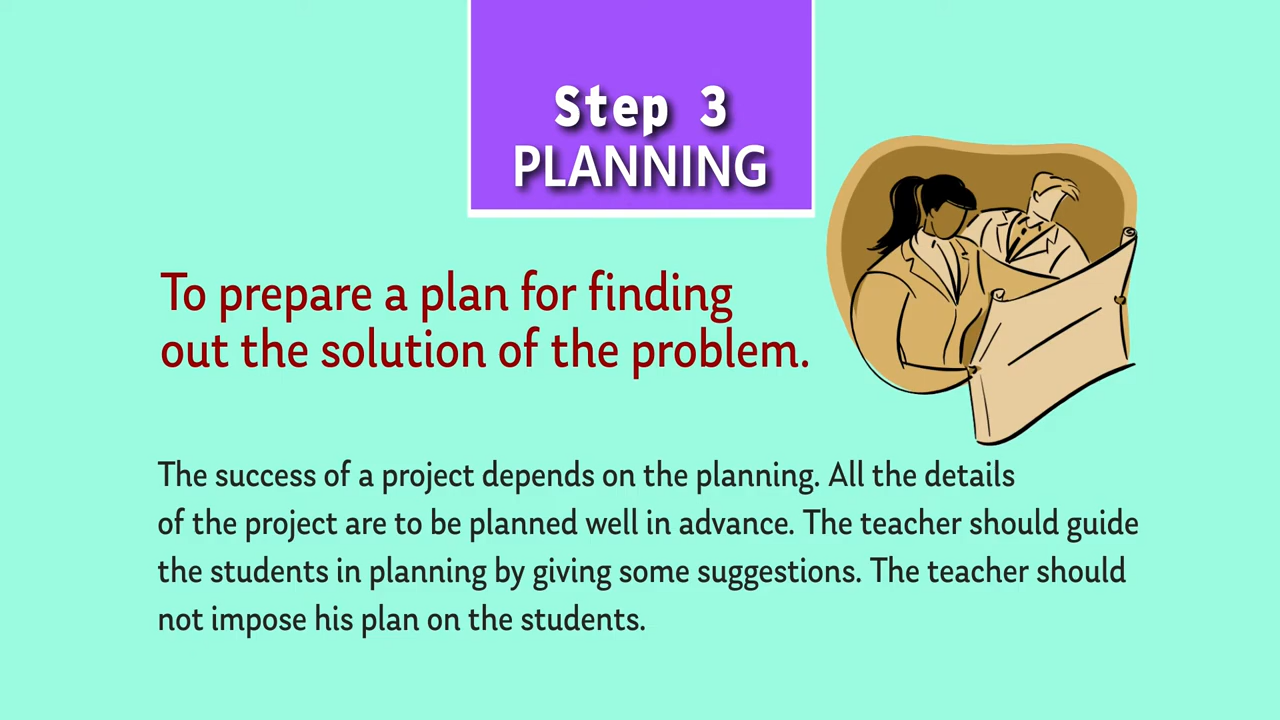 Step 3
PLANNING
To prepare a plan for finding
out the solution of the problem.
The success of a project depends on the planning. All the details
of the project are to be planned well in advance. The teacher should guide
the students in planning by giving some suggestions. The teacher should
not impose his plan on the students.